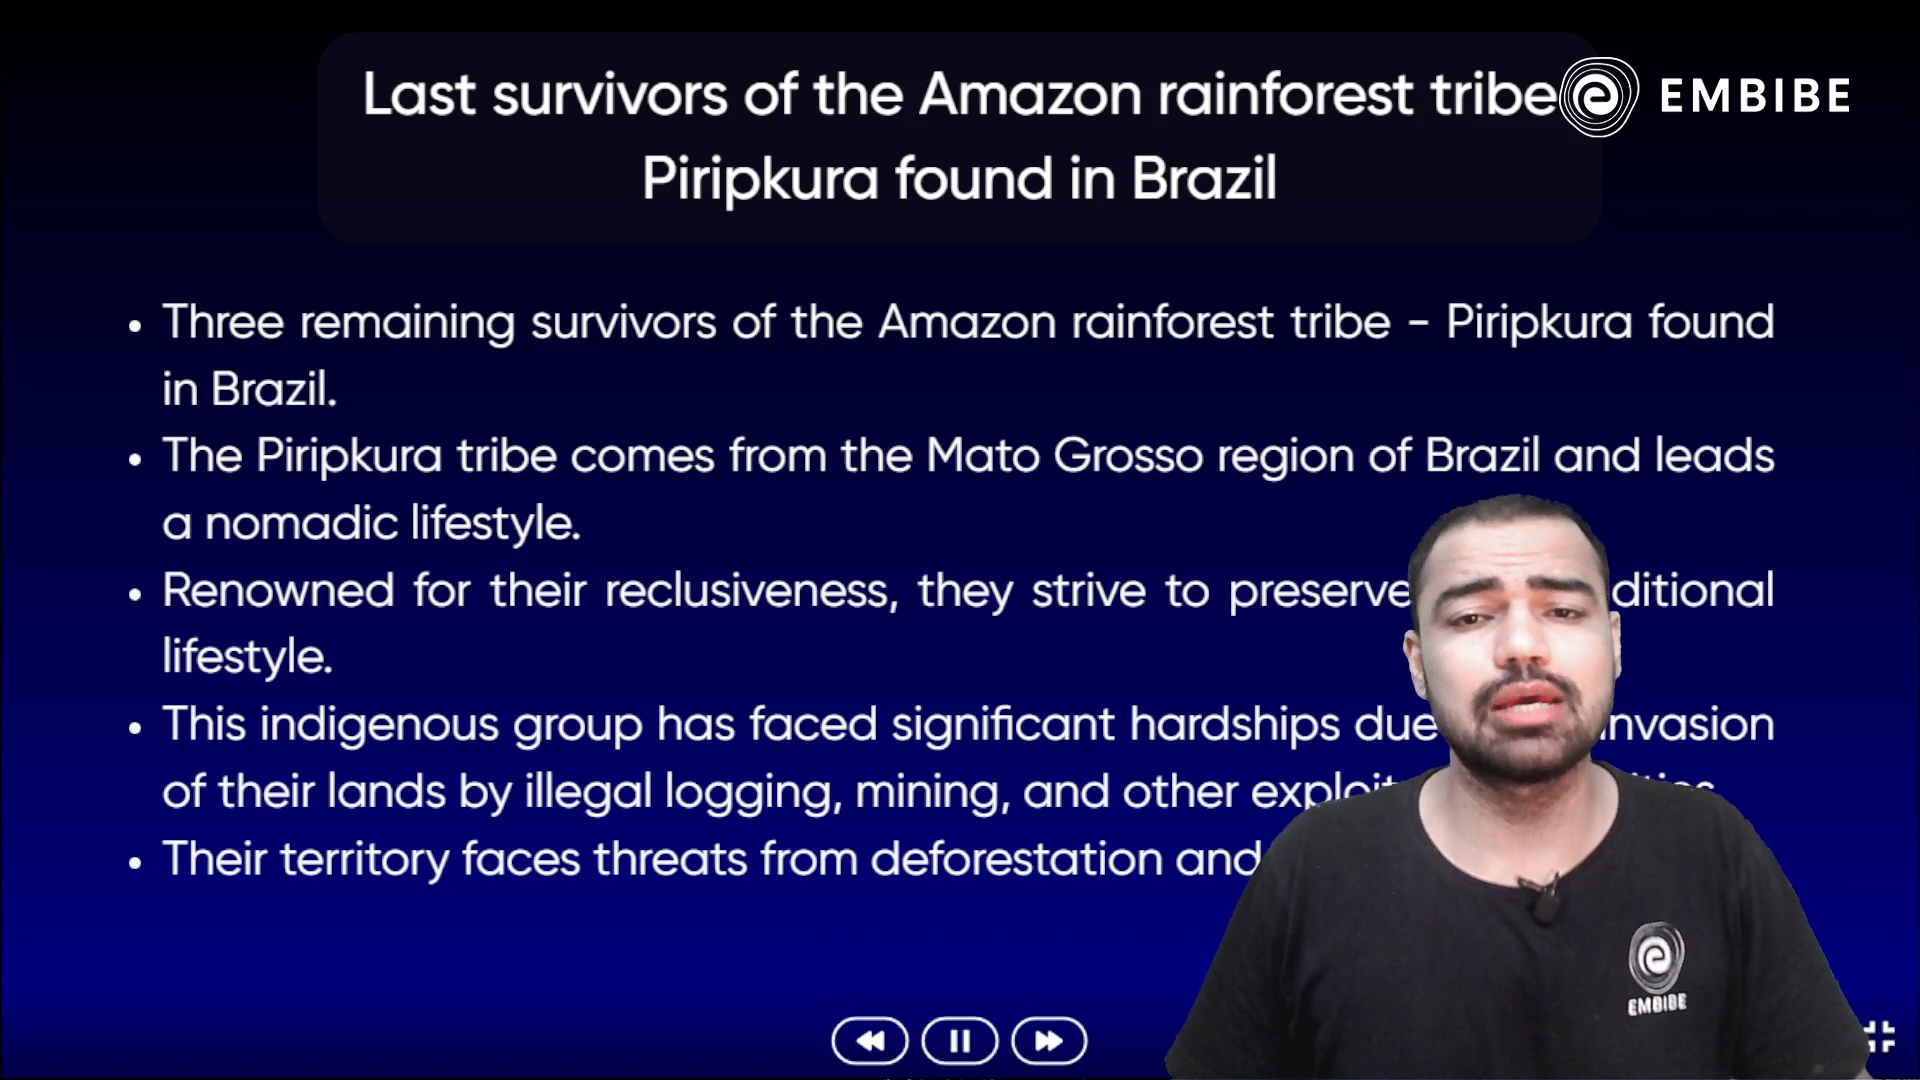 Last survivors of the Amazon rainforest tribe
EMBIBE
Piripkura found in Brazil
• Three remaining survivors of the Amazon rainforest tribe - Piripkura found
in Brazil.
• The Piripkura tribe comes from the Mato Grosso region of Brazil and leads
a nomadic lifestyle.
• Renowned for their reclusiveness, they strive to preserve ditional
lifestyle.
• This indigenous group has faced significant hardships due nvasion
of their lands by illegal logging, mining, and other
• Their territory faces threats from deforestation and
EMBIBE